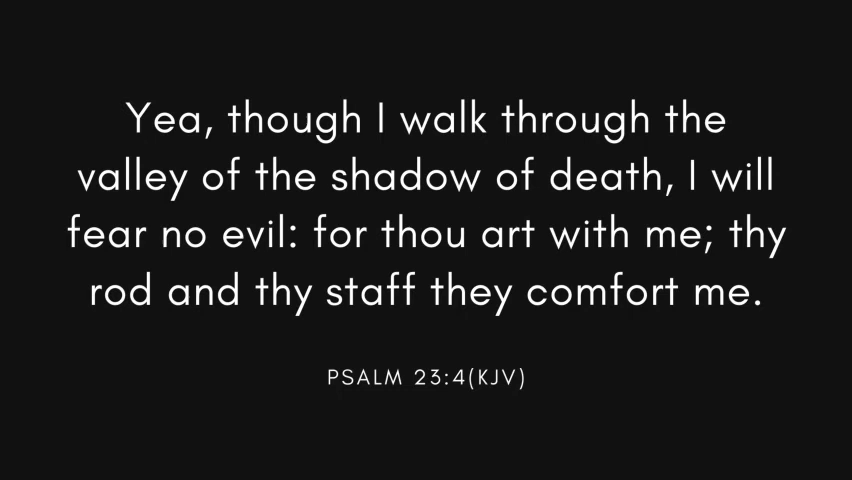 Yea, though I walk through the
valley of the shadow of death, I will
fear no evil: for thou art with me; thy
rod and thy staff they comfort me.
PSALM 23:4(KJV)